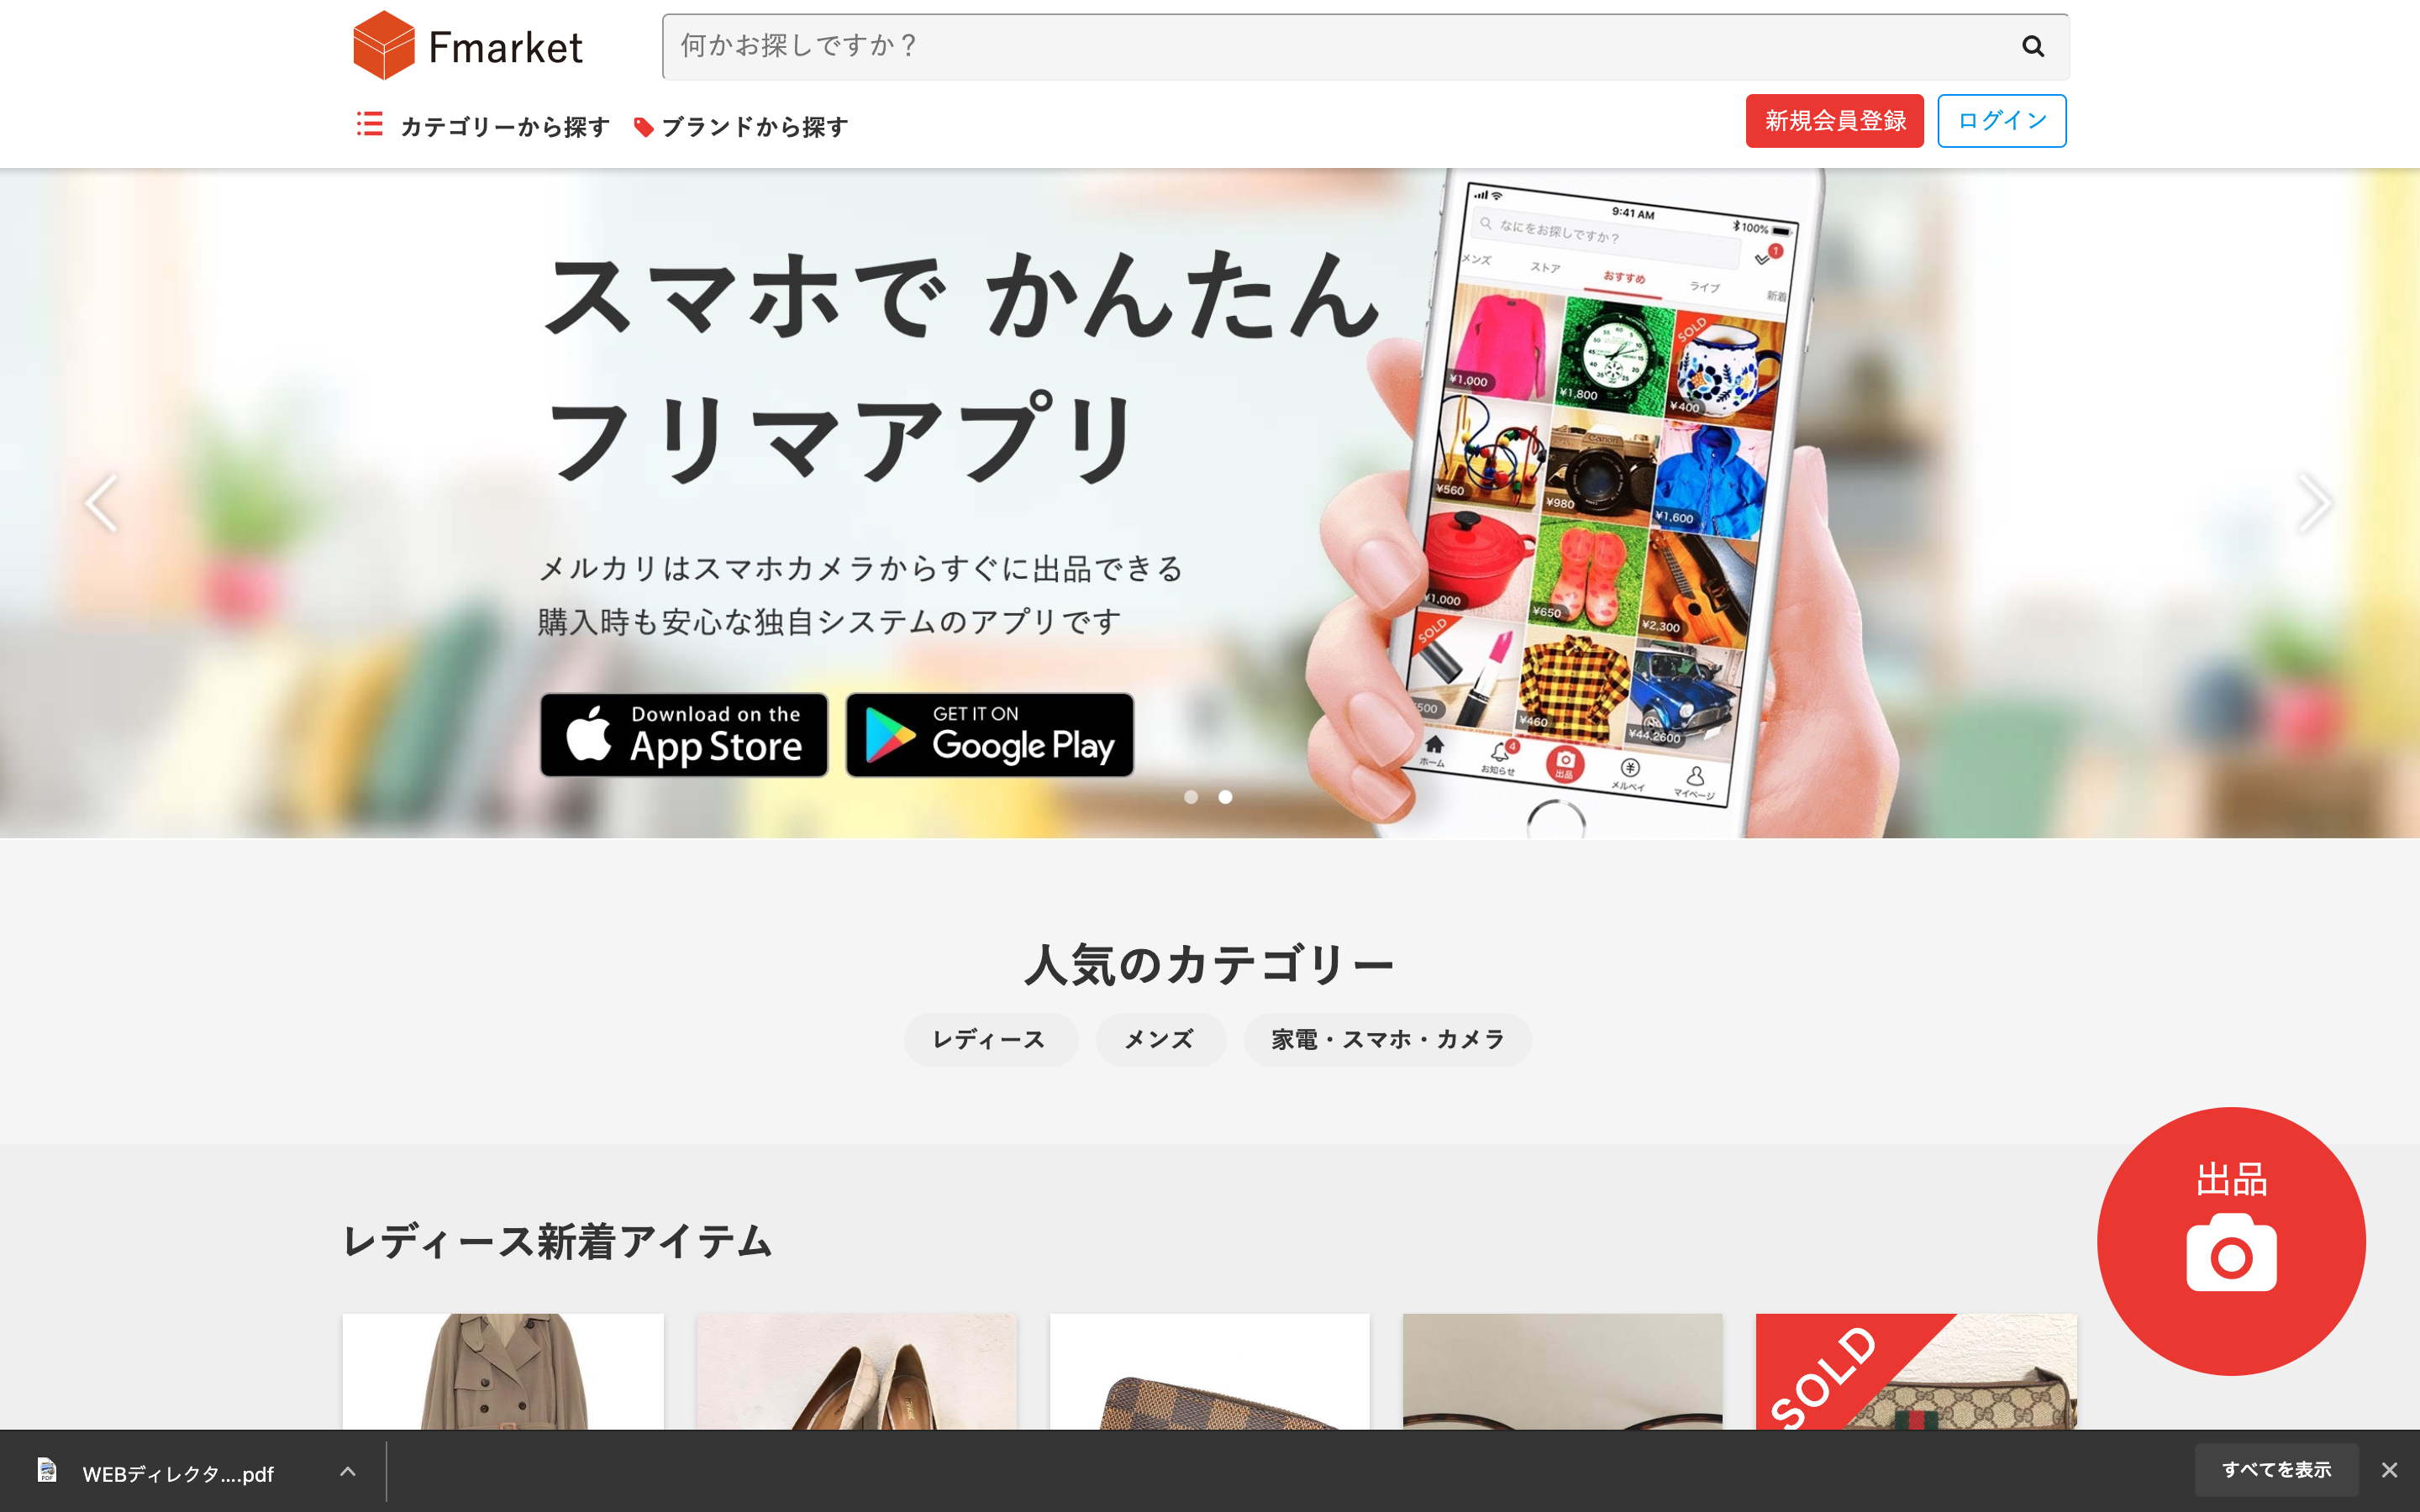 Fmarket
何かお探しですか？
カテゴリーから探す
ブランドから探す
新規会員登録
ログイン
スマホで かんたん
フリマアプリ
メルカリはスマホカメラからすぐに出品できる
購入時も安心な独自システムのアプリです
Download on the
App Store
GET IT ON
Google Play
9:41 AM
100%
なにをお探しですか？
1
メンズ
ストア
おすすめ
ライブ
新着
¥1,000
¥1,800
SOLD
¥400
¥560
Canon
¥980
¥1,600
¥1,000
¥650
¥2,300
SOLD
500
¥460
¥44,2600
ホーム
4
お知らせ
出品
メルペイ
マイページ
人気のカテゴリー
レディース
メンズ
家電・スマホ・カメラ
出品
レディース新着アイテム
SOLD
PDF
WEBディレクタ....pdf
すべてを表示